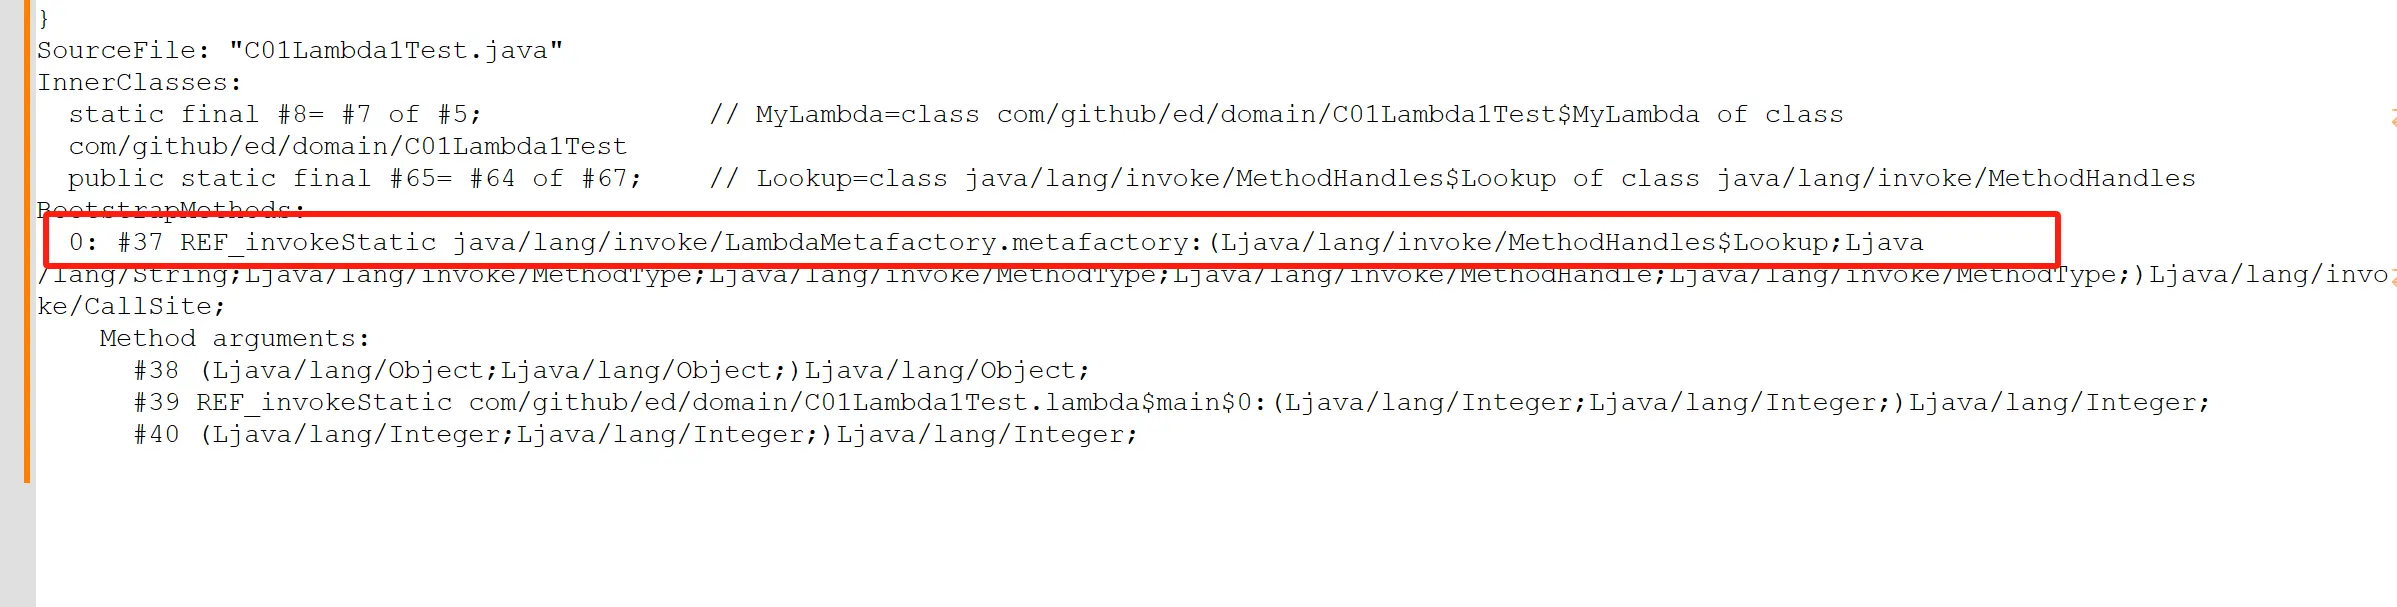 }
SourceFile: "C01Lambda1Test.java"
InnerClasses:
  static final #8= #7 of #5;              // MyLambda=class com/github/ed/domain/C01Lambda1Test$MyLambda of class
  com/github/ed/domain/C01Lambda1Test
  public static final #65= #64 of #67;    // Lookup=class java/lang/invoke/MethodHandles$Lookup of class java/lang/invoke/MethodHandles
BootstrapMethods:
  0: #37 REF_invokeStatic java/lang/invoke/LambdaMetafactory.metafactory:(Ljava/lang/invoke/MethodHandles$Lookup;Ljava
/lang/String;Ljava/lang/invoke/MethodType;Ljava/lang/invoke/MethodType;Ljava/lang/invoke/MethodHandle;Ljava/lang/invoke/MethodType;)Ljava/lang/invo
ke/CallSite;
    Method arguments:
      #38 (Ljava/lang/Object;Ljava/lang/Object;)Ljava/lang/Object;
      #39 REF_invokeStatic com/github/ed/domain/C01Lambda1Test.lambda$main$0:(Ljava/lang/Integer;Ljava/lang/Integer;)Ljava/lang/Integer;
      #40 (Ljava/lang/Integer;Ljava/lang/Integer;)Ljava/lang/Integer;